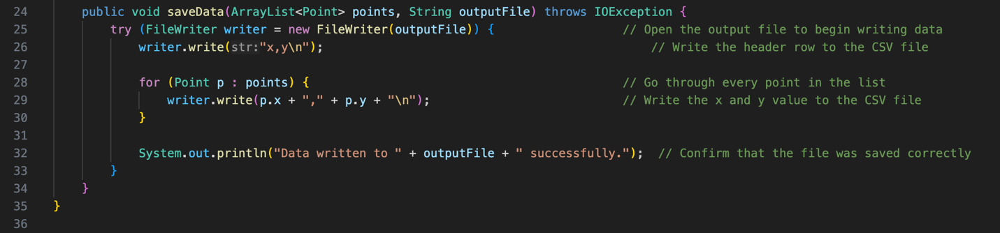 24 public void saveData(ArrayList<Point> points, String outputFile) throws IOException {
25 try (FileWriter writer = new FileWriter(outputFile)) { // Open the output file to begin writing data
26 writer.write(str:"x,y\n"); // Write the header row to the CSV file
27
28 for (Point p : points) { // Go through every point in the list
29 writer.write(p.x + "," + p.y + "\n"); // Write the x and y value to the CSV file
30 }
31
32 System.out.println("Data written to " + outputFile + " successfully."); // Confirm that the file was saved correctly
33 }
34 }
35 }
36